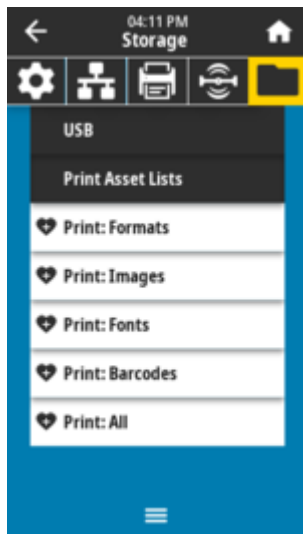 04:11 PM
Storage
USB
Print Asset Lists
Print: Formats
Print: Images
Print: Fonts
Print: Barcodes
Print: All